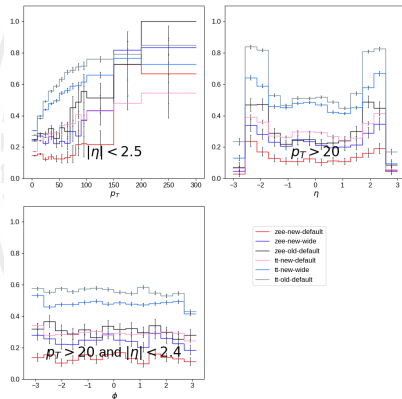 1.0
0.8
0.6
0.4
0.2
0.0
|η| < 2.5
0 50 100 150 200 250 300
p_T
1.0
0.8
0.6
0.4
0.2
0.0
p_T > 20
−3 −2 −1 0 1 2 3
η
1.0
0.8
0.6
0.4
0.2
0.0
p_T > 20 and |η| < 2.4
−3 −2 −1 0 1 2 3
ϕ
zee-new-default
zee-new-wide
zee-old-default
tt-new-default
tt-new-wide
tt-old-default